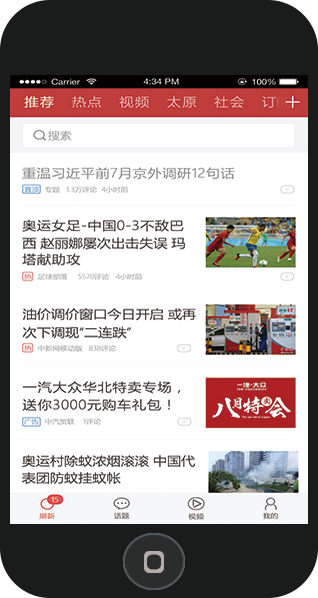 Carrier 4:34 PM 100%
推荐 热点 视频 太原 社会 订
搜索
重温习近平前7月京外调研12句话
置顶 专题 1.3万评论 4小时前
奥运女足-中国0-3不敌巴
西 赵丽娜屡次出击失误 玛
塔献助攻
热 足球部落 5570评论 4小时前
油价调价窗口今日开启 或再
次下调现“二连跌”
热 中新网移动版 838评论
一汽大众华北特卖专场，
送你3000元购车礼包！
广告 中汽贸联 1评论
一汽-大众
八月特卖会
奥运村除蚊浓烟滚滚 中国代
表团防蚊挂蚊帐
15
刷新 话题 视频 我的